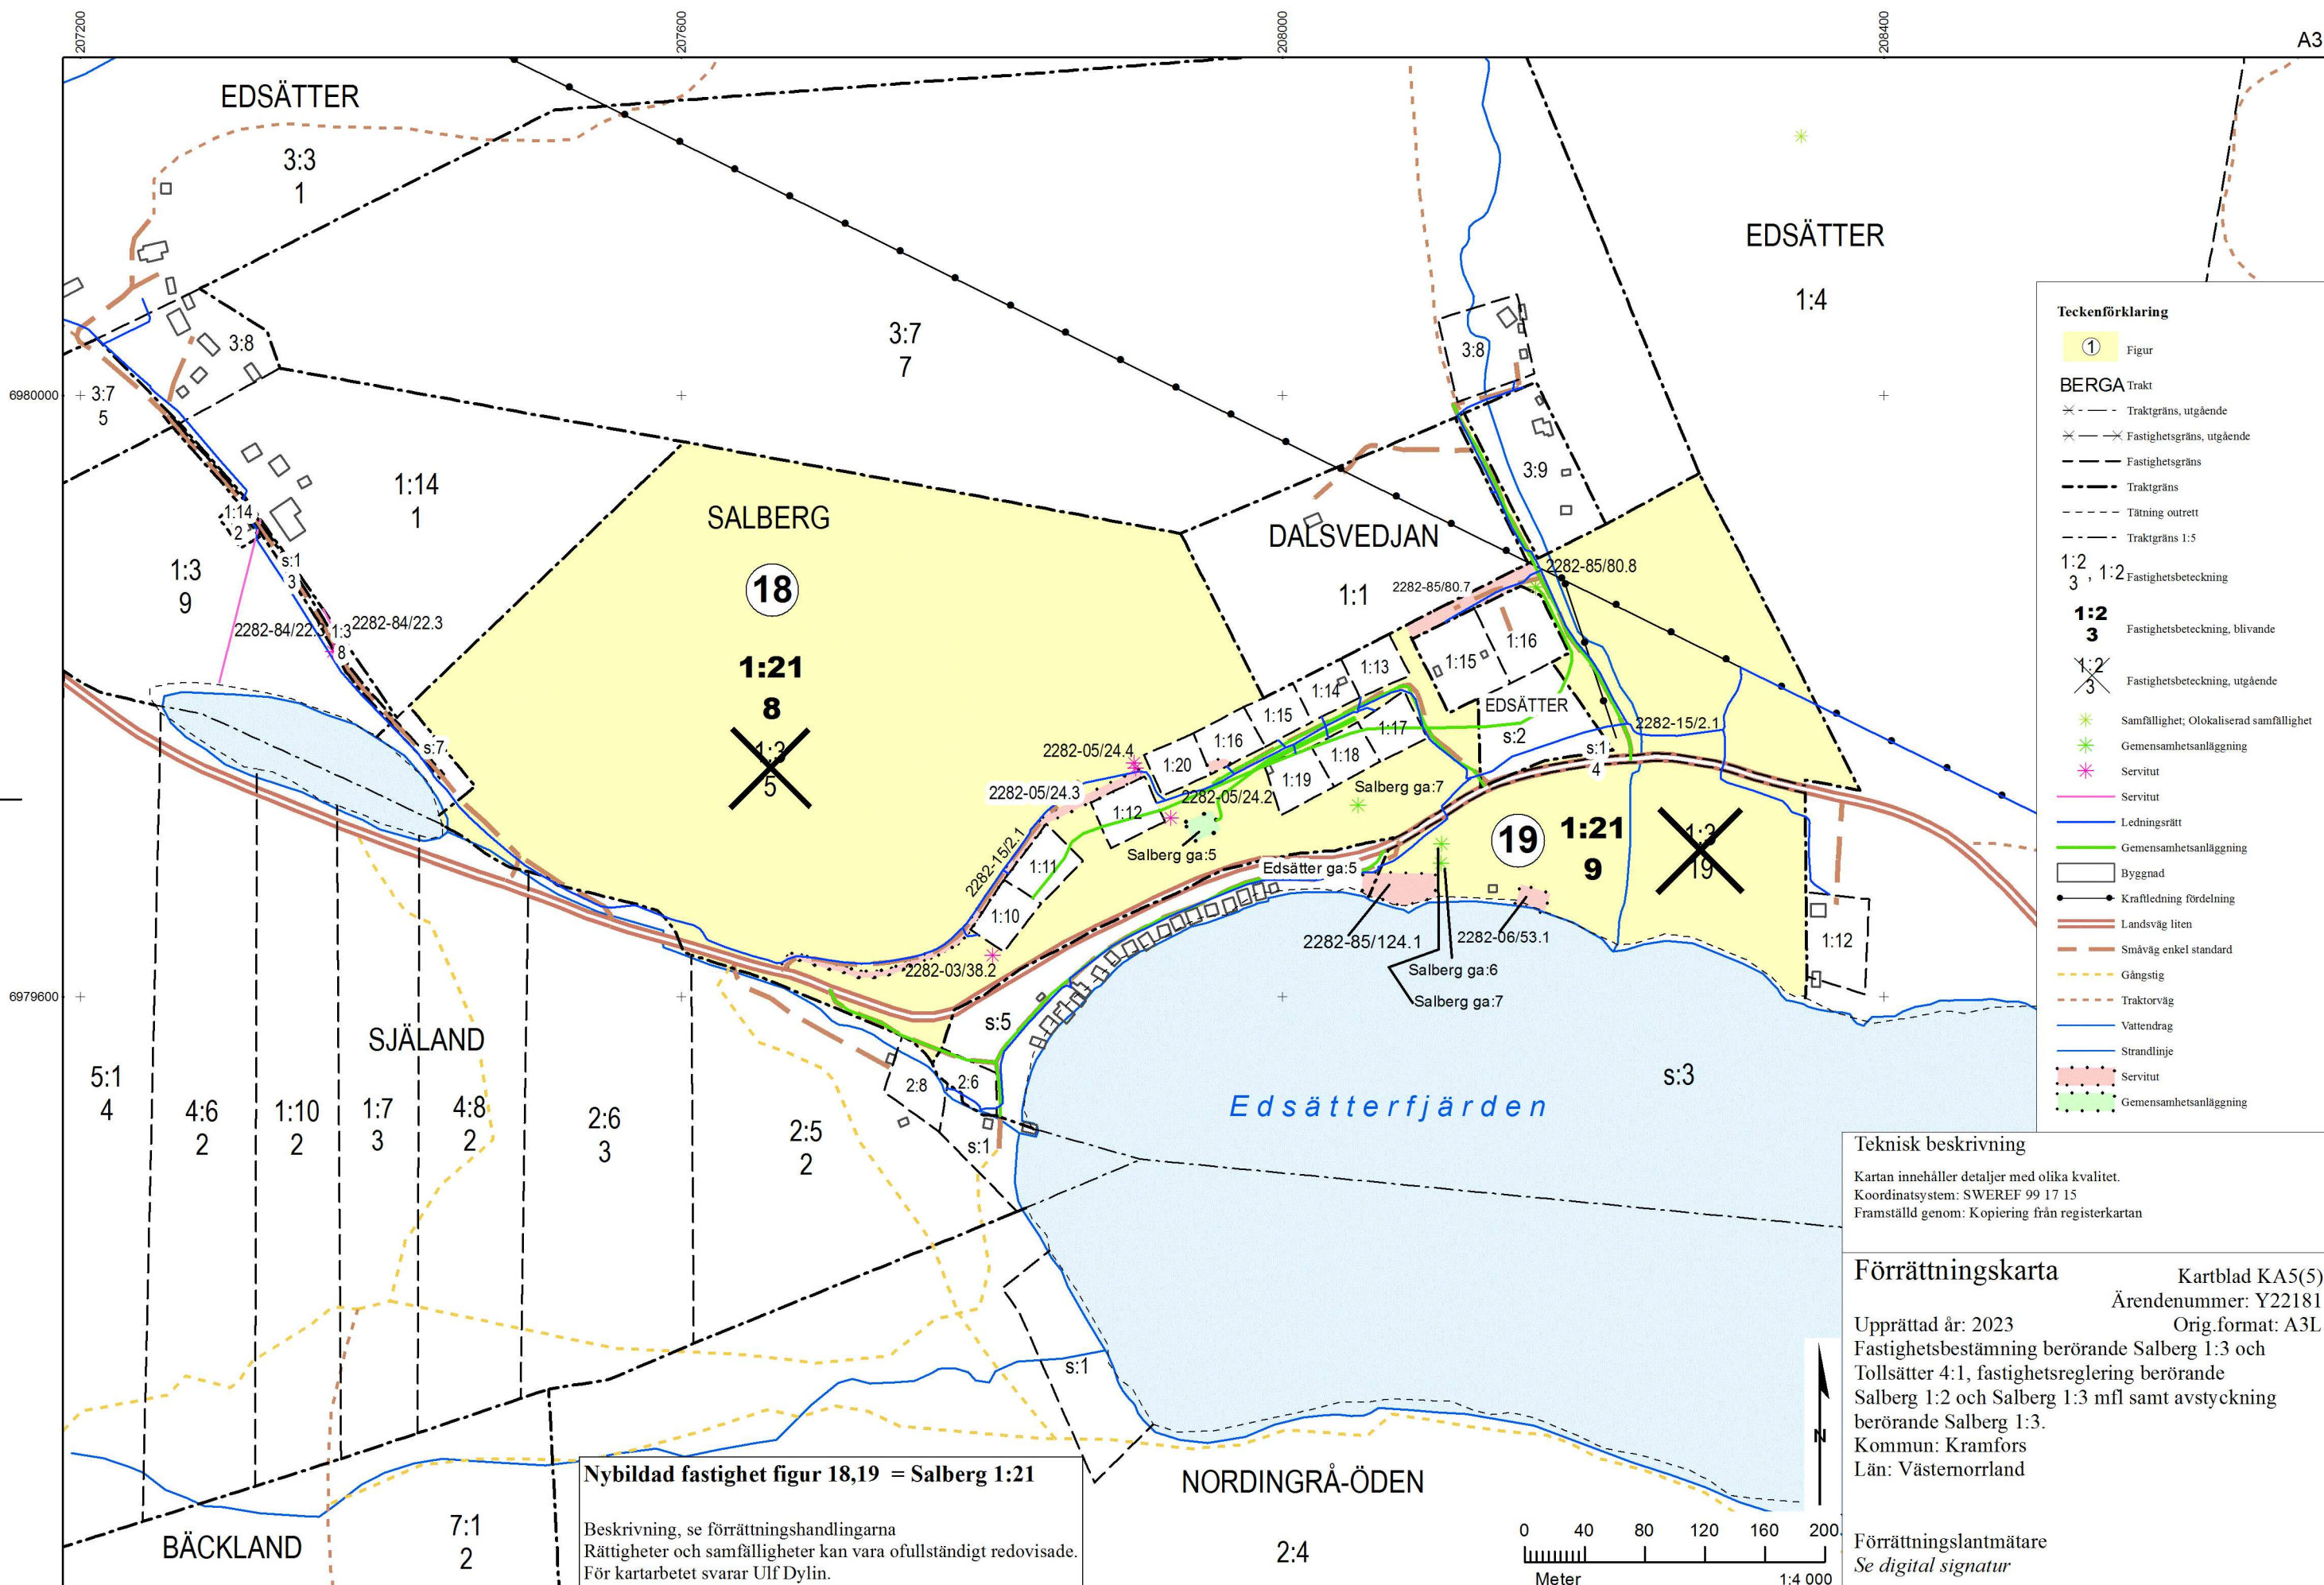 207200
207600
208000
208400
A3
EDSÄTTER
3:3
1
EDSÄTTER
1:4
3:7
7
3:8
3:8
6980000
3:7
5
3:9
1:14
1
SALBERG
18
1:21
8
1:3
5
DALSVEDJAN
1:1
2282-85/80.7
2282-85/80.8
1:14
2
s:1
3
1:3
9
2282-84/22.3
1:3
8
2282-84/22.3
s:7
1:15
1:16
1:13
1:14
1:15
1:16
1:20
1:17
1:18
1:19
1:12
EDSÄTTER
s:2
2282-15/2.1
s:1
4
2282-05/24.4
2282-05/24.3
2282-05/24.2
Salberg ga:7
Salberg ga:5
2282-15/2.1
1:11
1:10
2282-03/38.2
Edsätter ga:5
19
1:21
9
1:3
19
2282-85/124.1
2282-06/53.1
Salberg ga:6
Salberg ga:7
1:12
6979600
s:5
SJÄLAND
5:1
4
4:6
2
1:10
2
1:7
3
4:8
2
2:6
3
2:5
2
2:8
2:6
s:1
Edsätterfjärden
s:3
s:1
BÄCKLAND
7:1
2
NORDINGRÅ-ÖDEN
2:4
Nybildad fastighet figur 18,19 = Salberg 1:21
Beskrivning, se förrättningshandlingarna
Rättigheter och samfälligheter kan vara ofullständigt redovisade.
För kartarbetet svarar Ulf Dylin.
0 40 80 120 160 200
Meter
1:4 000
N
Teckenförklaring
1 Figur
BERGA Trakt
Traktgräns, utgående
Fastighetsgräns, utgående
Fastighetsgräns
Traktgräns
Tätning outrett
Traktgräns 1:5
1:2
3 , 1:2 Fastighetsbeteckning
1:2
3 Fastighetsbeteckning, blivande
1:2
3 Fastighetsbeteckning, utgående
Samfällighet; Olokaliserad samfällighet
Gemensamhetsanläggning
Servitut
Servitut
Ledningsrätt
Gemensamhetsanläggning
Byggnad
Kraftledning fördelning
Landsväg liten
Småväg enkel standard
Gångstig
Traktorväg
Vattendrag
Strandlinje
Servitut
Gemensamhetsanläggning
Teknisk beskrivning
Kartan innehåller detaljer med olika kvalitet.
Koordinatsystem: SWEREF 99 17 15
Framställd genom: Kopiering från registerkartan
Förrättningskarta
Kartblad KA5(5)
Ärendenummer: Y22181
Upprättad år: 2023 Orig.format: A3L
Fastighetsbestämning berörande Salberg 1:3 och
Tollsätter 4:1, fastighetsreglering berörande
Salberg 1:2 och Salberg 1:3 mfl samt avstyckning
berörande Salberg 1:3.
Kommun: Kramfors
Län: Västernorrland
Förrättningslantmätare
Se digital signatur